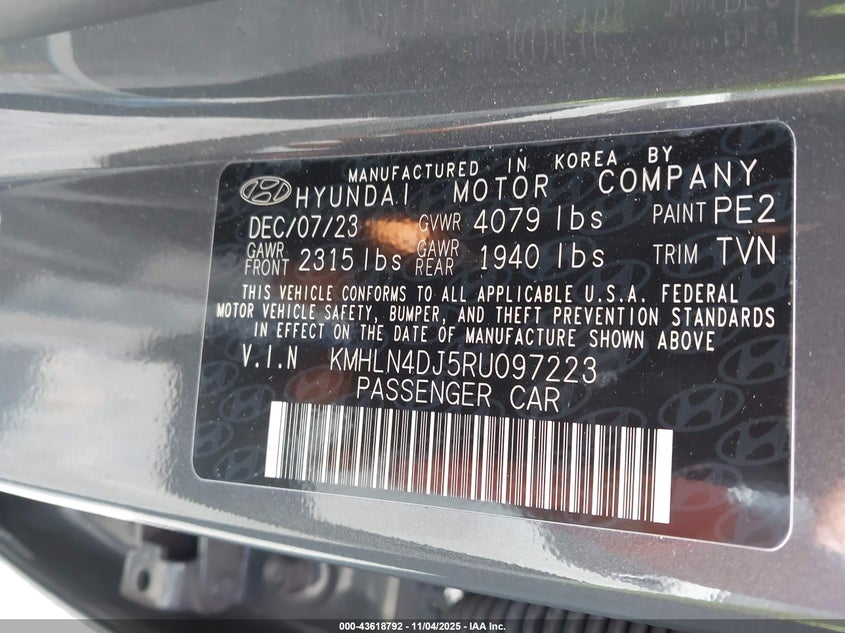 MANUFACTURED IN KOREA BY
HYUNDAI MOTOR COMPANY
DEC/07/23 GVWR 4079 lbs PAINT PE2
GAWR FRONT 2315 lbs GAWR REAR 1940 lbs TRIM TVN
THIS VEHICLE CONFORMS TO ALL APPLICABLE U.S.A. FEDERAL
MOTOR VEHICLE SAFETY, BUMPER, AND THEFT PREVENTION STANDARDS
IN EFFECT ON THE DATE OF MANUFACTURE SHOWN ABOVE
V.I.N KMHLN4DJ5RU097223
PASSENGER CAR
000-43618792 - 11/04/2025 - IAA Inc.